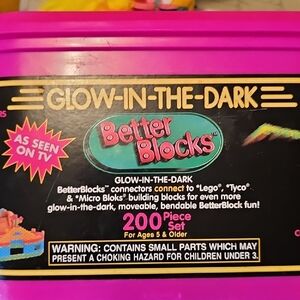 GLOW-IN-THE-DARK
AS SEEN
ON TV
Better
Blocks™
GLOW-IN-THE-DARK
BetterBlocks™ connectors connect to *Lego®, *Tyco®
& *Micro Bloks® building blocks for even more
glow-in-the-dark, moveable, bendable BetterBlock fun!
200 Piece
Set
For Ages 5 & Older
WARNING: CONTAINS SMALL PARTS WHICH MAY
PRESENT A CHOKING HAZARD FOR CHILDREN UNDER 3.